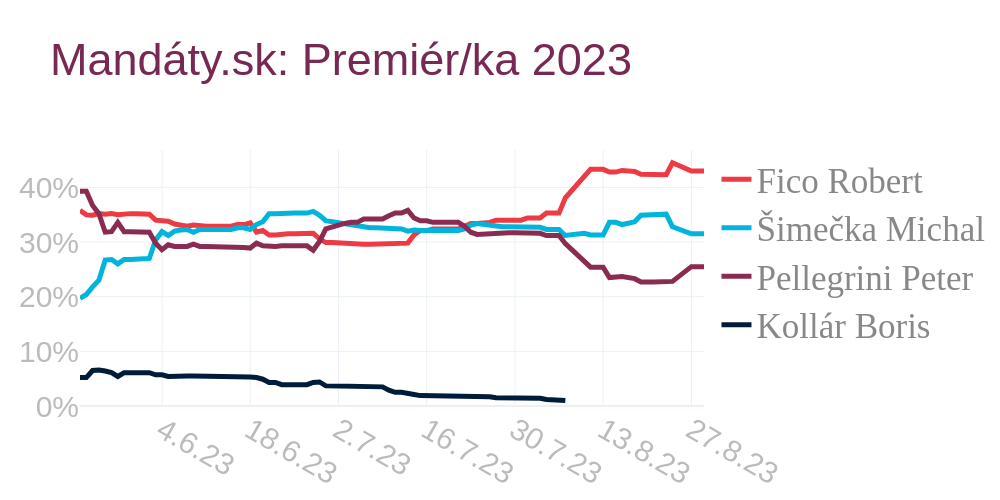 Mandáty.sk: Premiér/ka 2023
40%
30%
20%
10%
0%
4.6.23
18.6.23
2.7.23
16.7.23
30.7.23
13.8.23
27.8.23
Fico Robert
Šimečka Michal
Pellegrini Peter
Kollár Boris